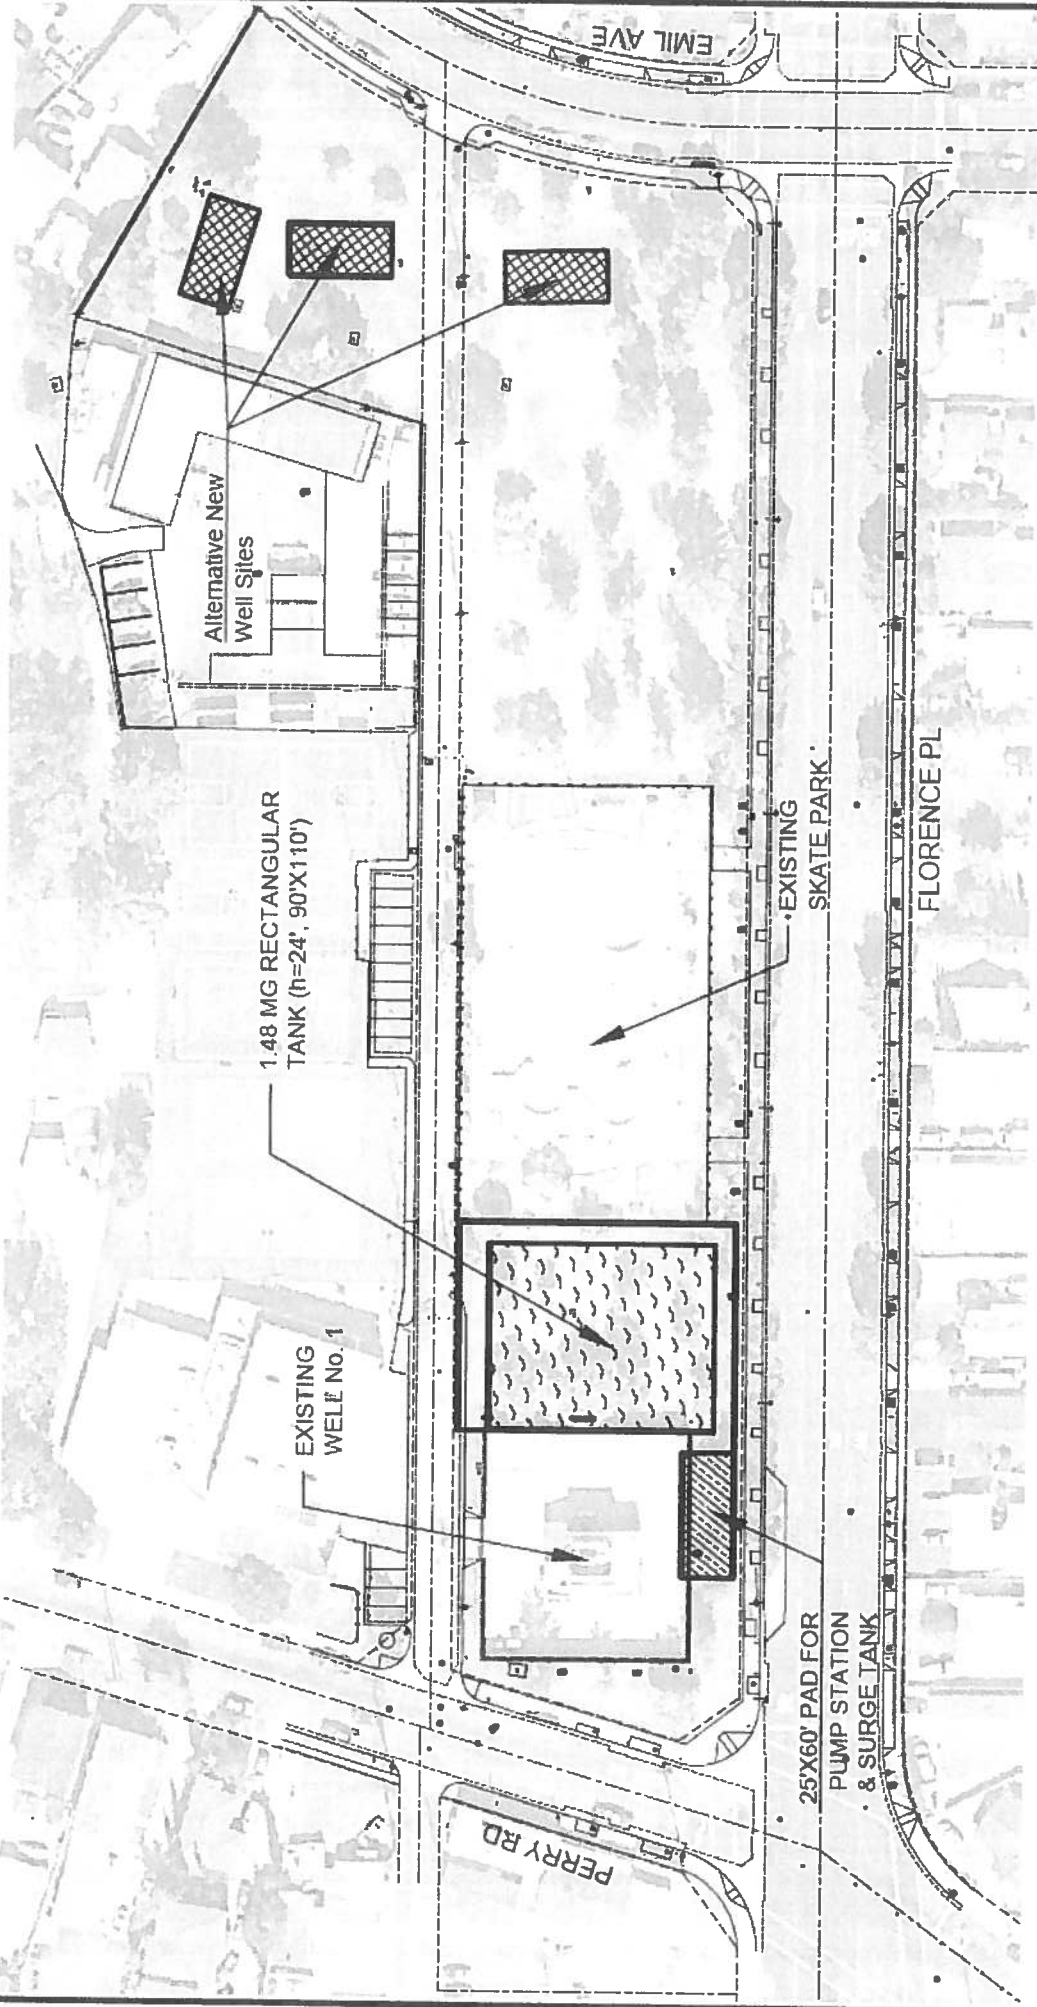 EMIL AVE
Alternative New
Well Sites
1.48 MG RECTANGULAR
TANK (h=24', 90'X110')
EXISTING
SKATE PARK
FLORENCE PL
EXISTING
WELL No. 1
25'X60' PAD FOR
PUMP STATION
& SURGE TANK
PERRY RD